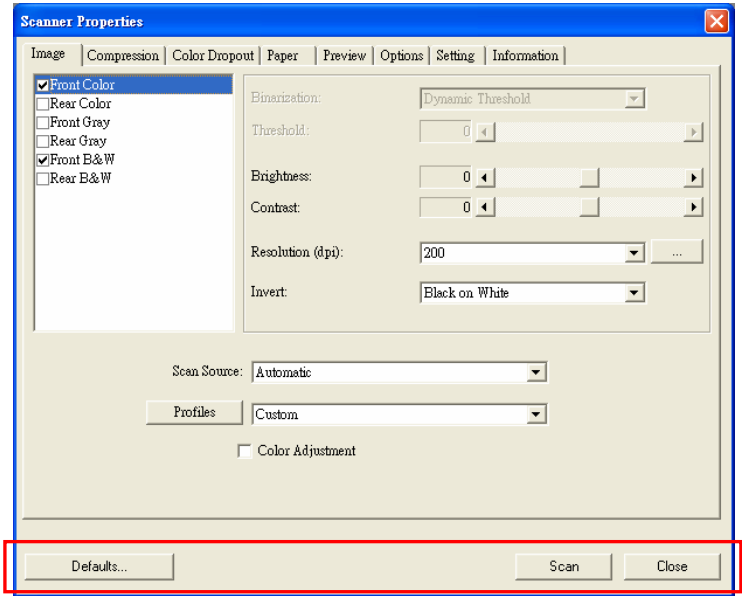 Scanner Properties
Image Compression Color Dropout Paper Preview Options Setting Information
Front Color
Rear Color
Front Gray
Rear Gray
Front B&W
Rear B&W
Binarization: Dynamic Threshold
Threshold: 0
Brightness: 0
Contrast: 0
Resolution (dpi): 200 ...
Invert: Black on White
Scan Source: Automatic
Profiles Custom
Color Adjustment
Defaults... Scan Close